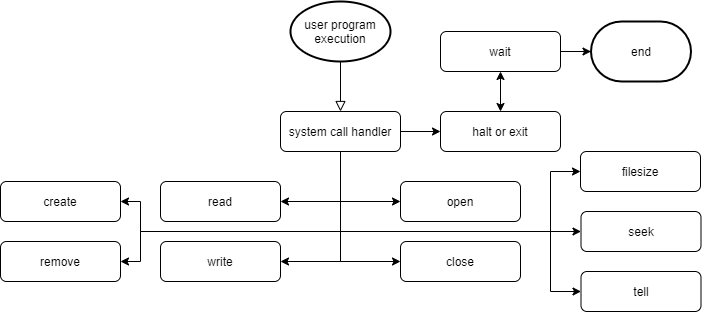 user program
execution
wait
end
system call handler
halt or exit
filesize
create
read
open
seek
remove
write
close
tell